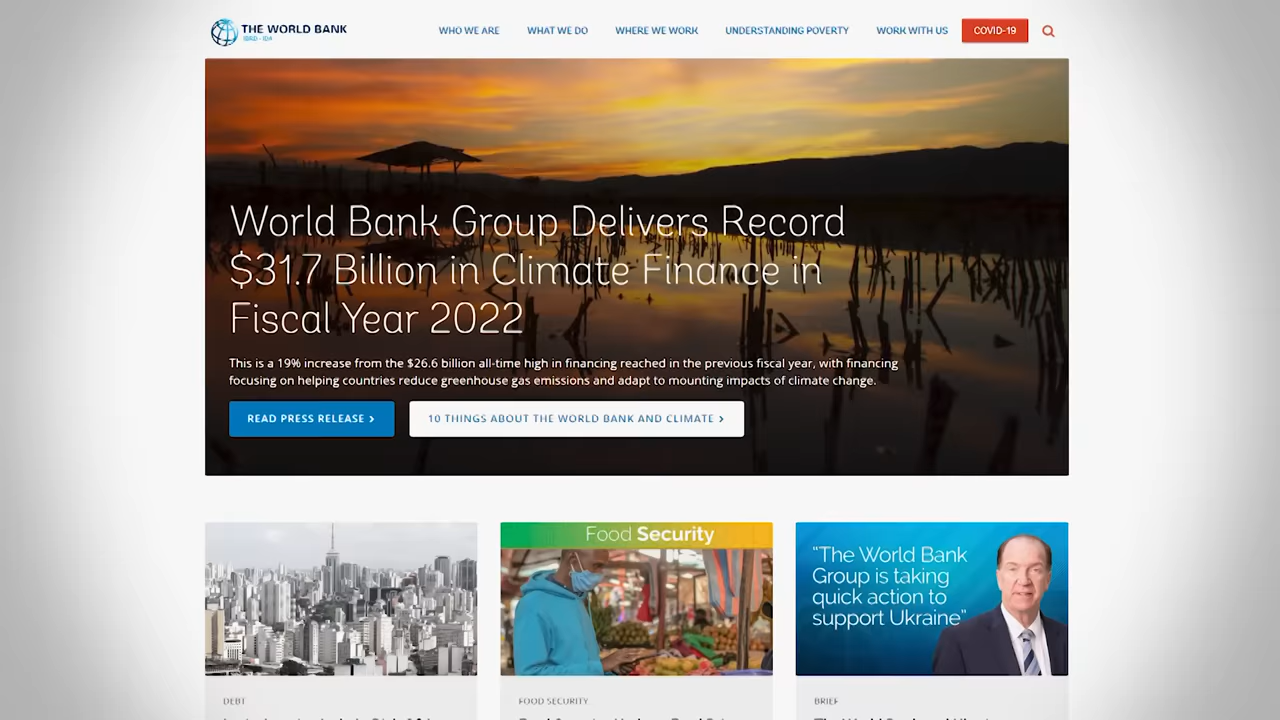 THE WORLD BANK
IBRD • IDA
WHO WE ARE
WHAT WE DO
WHERE WE WORK
UNDERSTANDING POVERTY
WORK WITH US
COVID-19
World Bank Group Delivers Record
$31.7 Billion in Climate Finance in
Fiscal Year 2022
This is a 19% increase from the $26.6 billion all-time high in financing reached in the previous fiscal year, with financing
focusing on helping countries reduce greenhouse gas emissions and adapt to mounting impacts of climate change.
READ PRESS RELEASE >
10 THINGS ABOUT THE WORLD BANK AND CLIMATE >
Food Security
"The World Bank
Group is taking
quick action to
support Ukraine"
DEBT
FOOD SECURITY
BRIEF